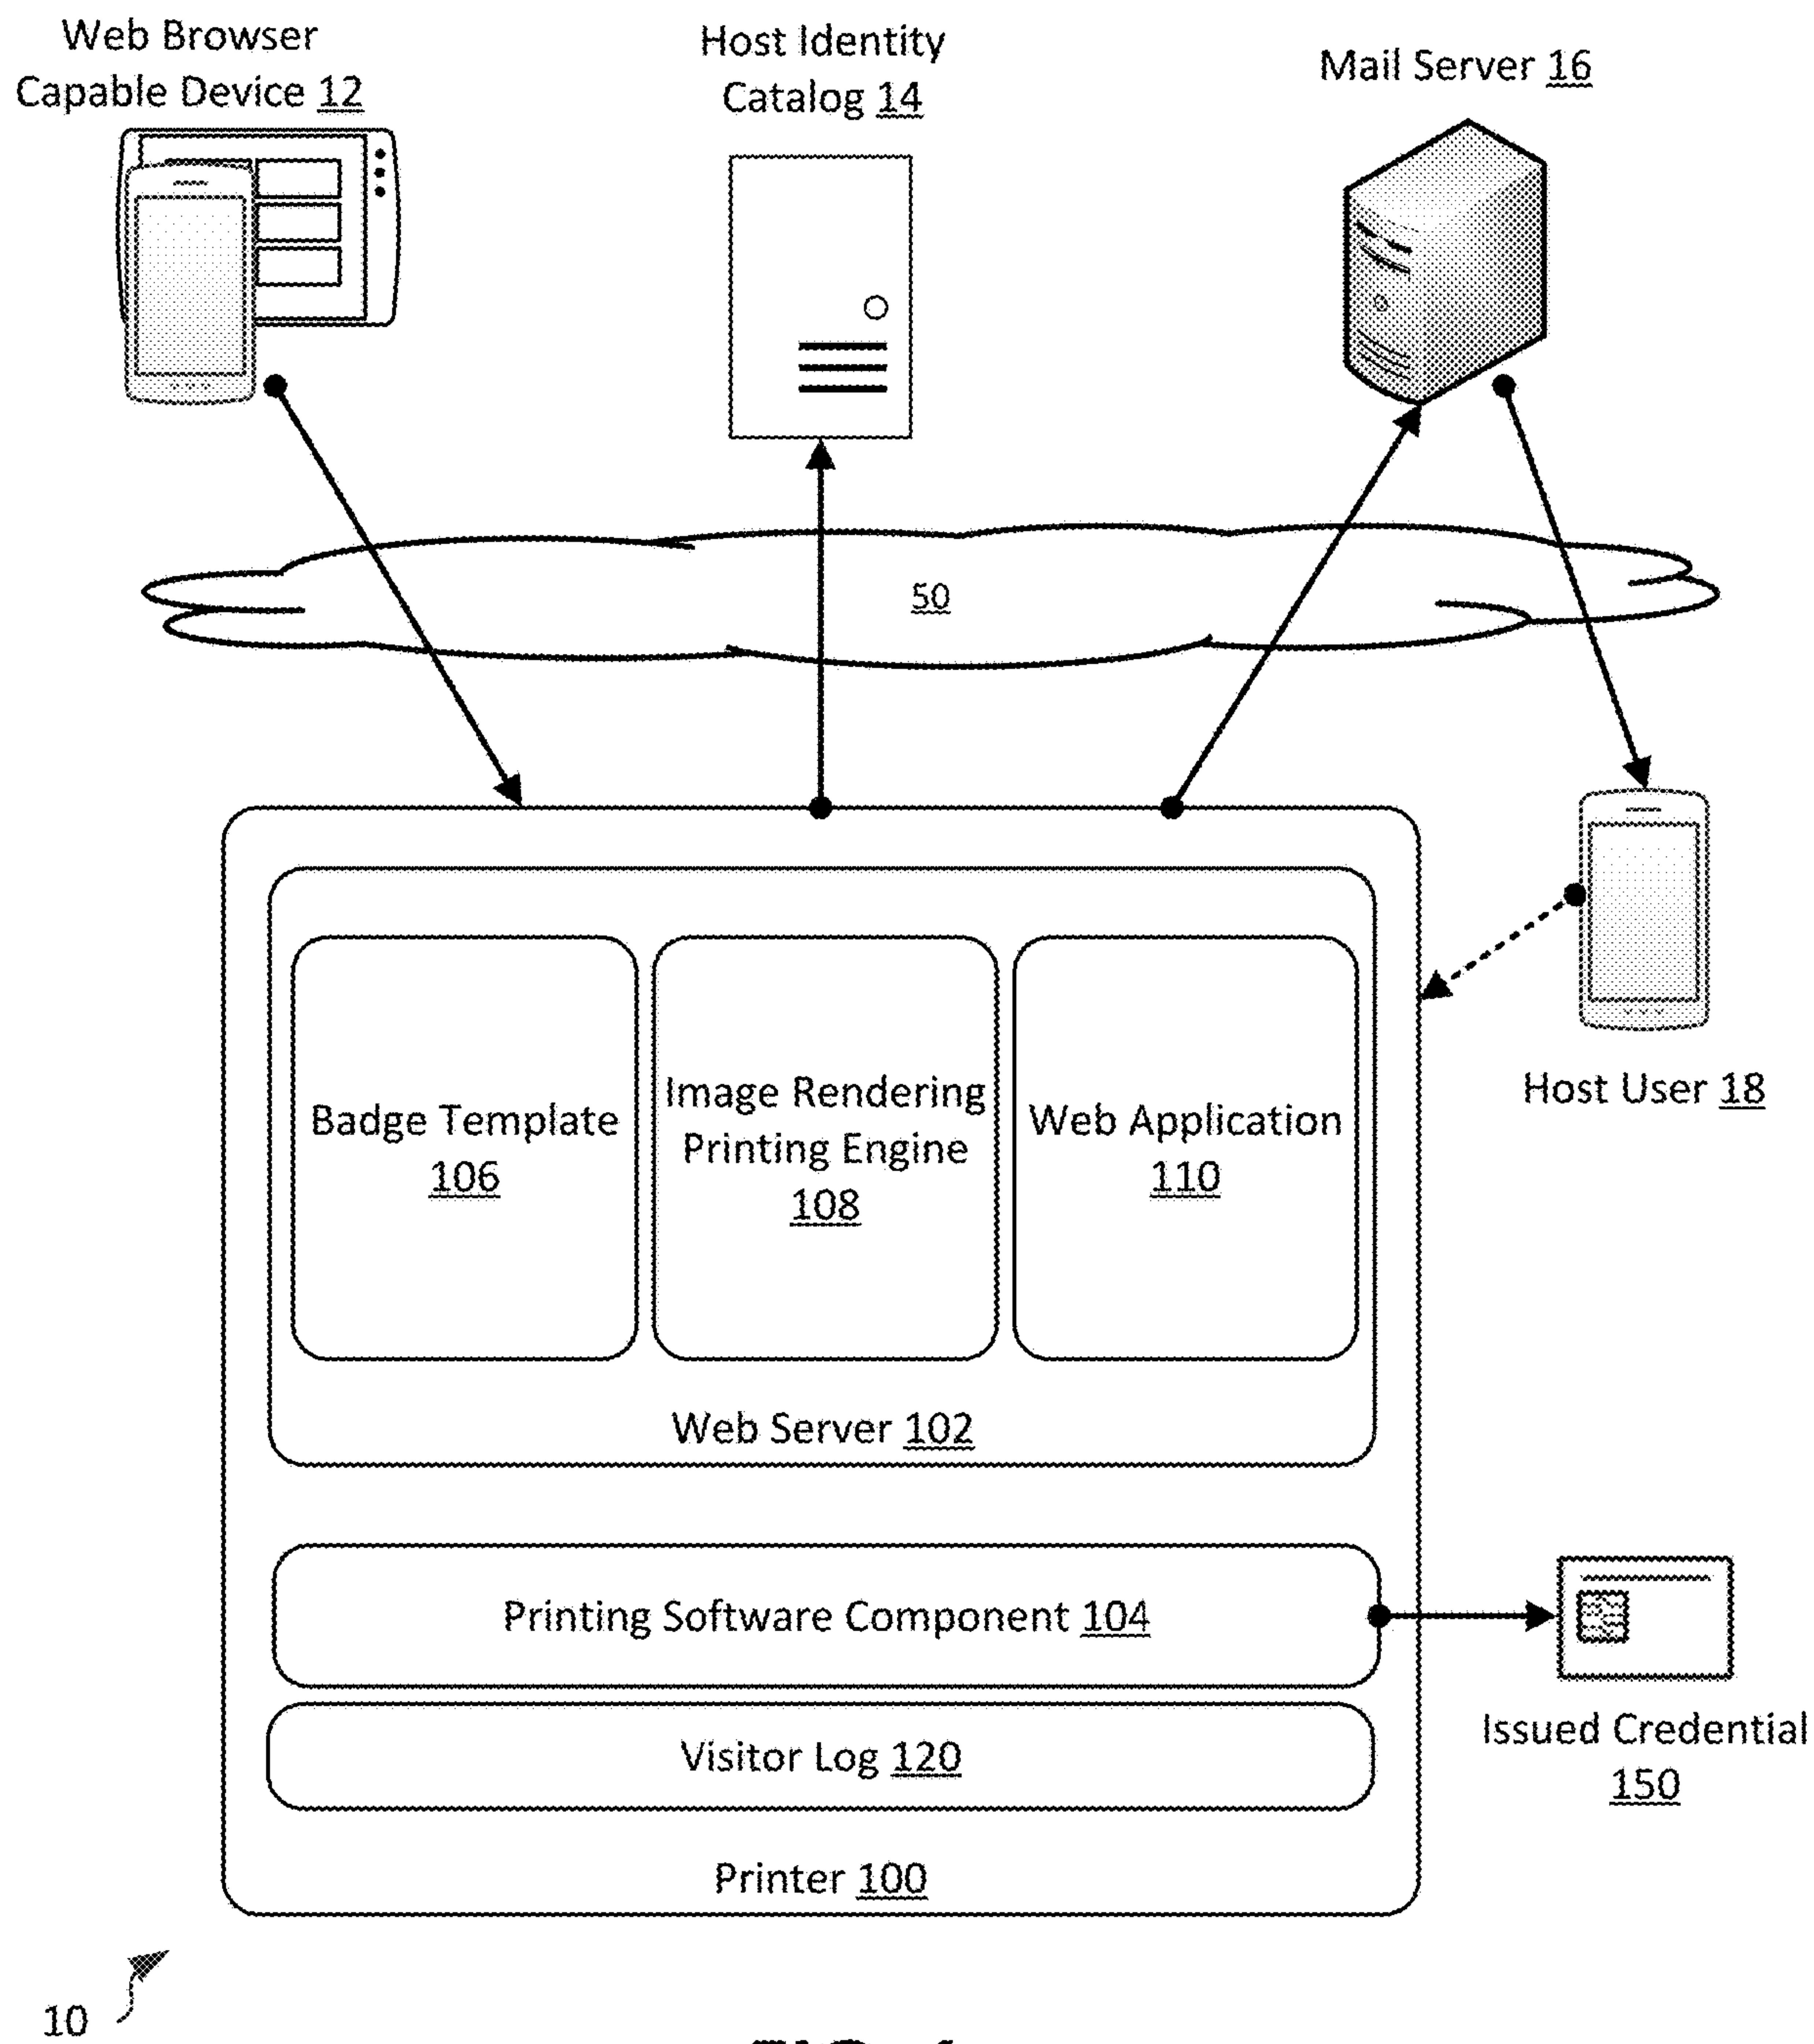 Web Browser
Capable Device 12
Host Identity
Catalog 14
Mail Server 16
50
Host User 18
Badge Template
106
Image Rendering
Printing Engine
108
Web Application
110
Web Server 102
Printing Software Component 104
Issued Credential
150
Visitor Log 120
Printer 100
10